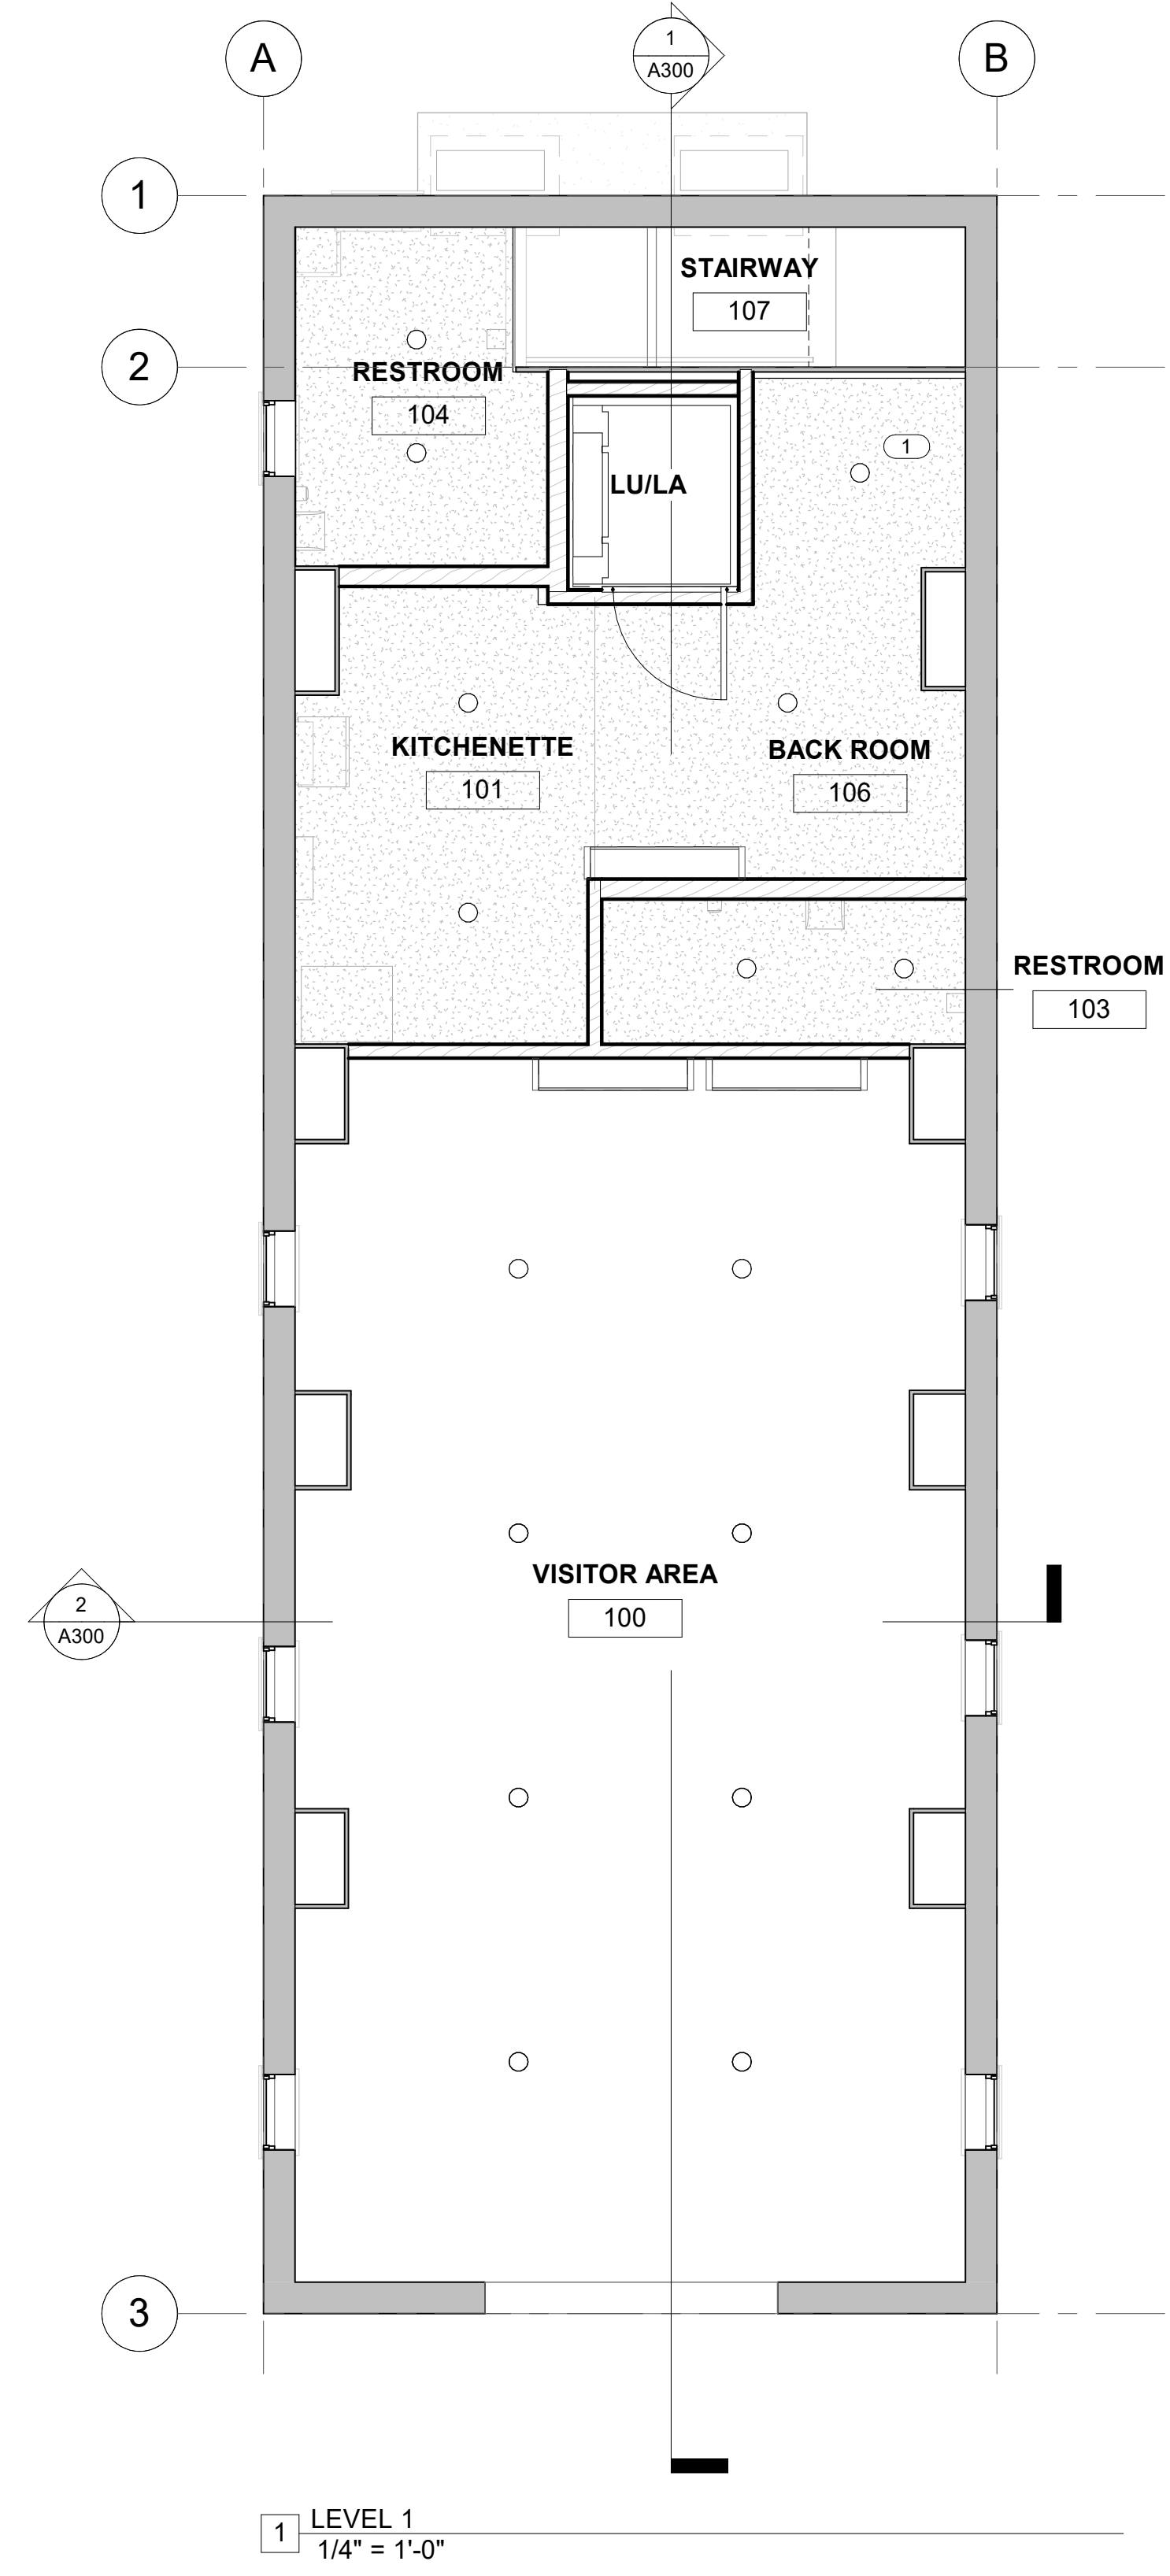 1
A300
A
B
1
STAIRWAY
107
2
RESTROOM
104
1
LU/LA
KITCHENETTE
101
BACK ROOM
106
RESTROOM
103
VISITOR AREA
100
2
A300
3
1
LEVEL 1
1/4" = 1'-0"